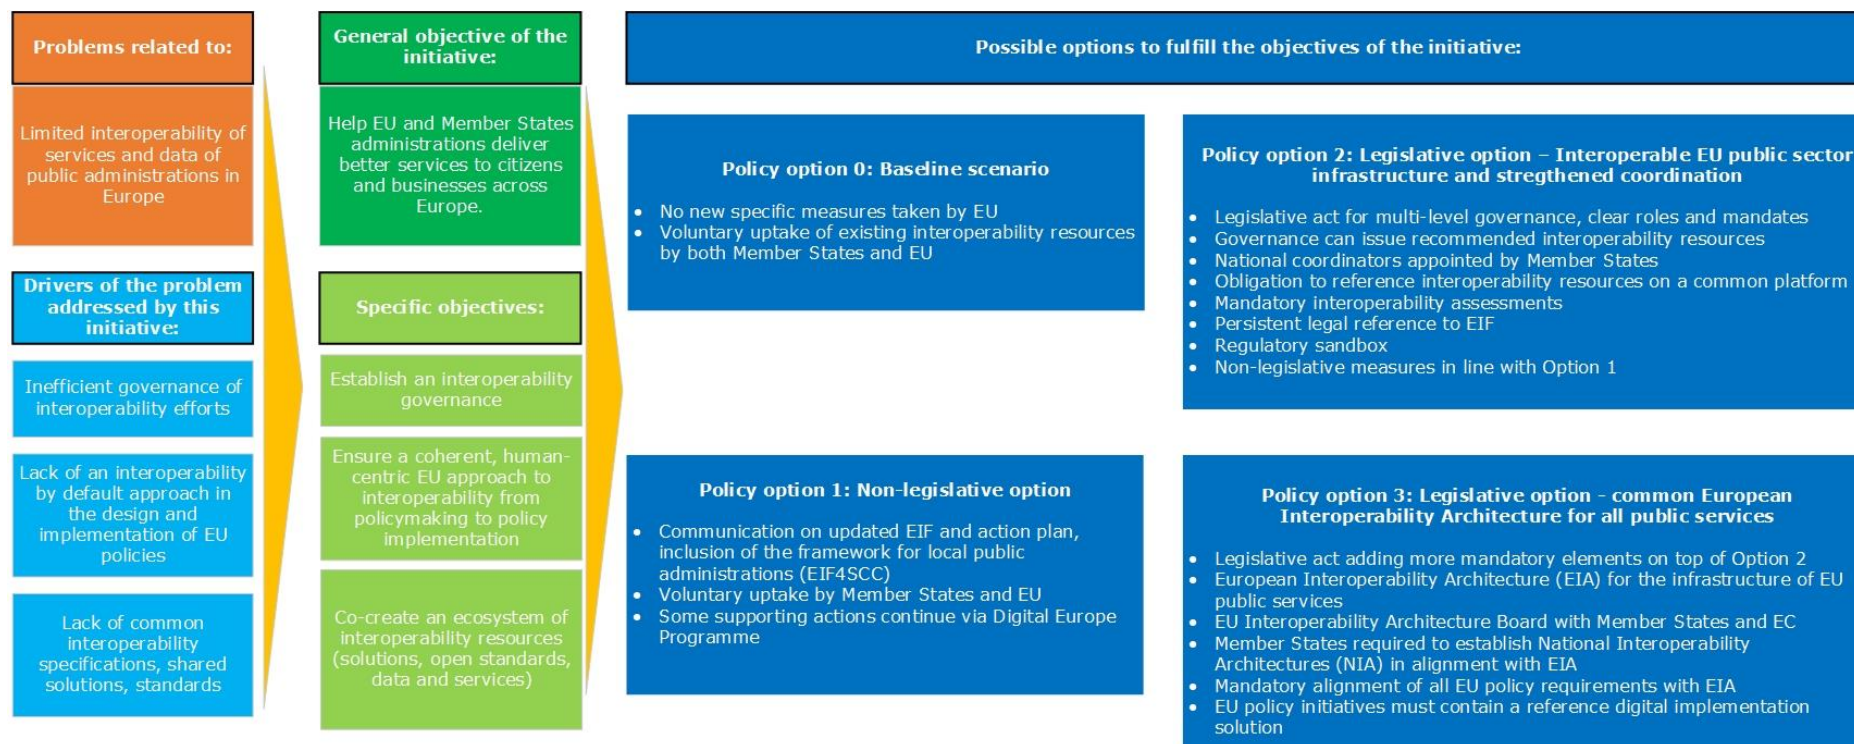 Problems related to:
Limited interoperability of
services and data of
public administrations in
Europe
Drivers of the problem
addressed by this
initiative:
Inefficient governance of
interoperability efforts
Lack of an interoperability
by default approach in
the design and
implementation of EU
policies
Lack of common
interoperability
specifications, shared
solutions, standards
General objective of the
initiative:
Help EU and Member States
administrations deliver
better services to citizens
and businesses across
Europe.
Specific objectives:
Establish an interoperability
governance
Ensure a coherent, human-
centric EU approach to
interoperability from
policymaking to policy
implementation
Co-create an ecosystem of
interoperability resources
(solutions, open standards,
data and services)
Possible options to fulfill the objectives of the initiative:
Policy option 0: Baseline scenario
• No new specific measures taken by EU
• Voluntary uptake of existing interoperability resources
by both Member States and EU
Policy option 1: Non-legislative option
• Communication on updated EIF and action plan,
inclusion of the framework for local public
administrations (EIF4SCC)
• Voluntary uptake by Member States and EU
• Some supporting actions continue via Digital Europe
Programme
Policy option 2: Legislative option – Interoperable EU public sector
infrastructure and stregthened coordination
• Legislative act for multi-level governance, clear roles and mandates
• Governance can issue recommended interoperability resources
• National coordinators appointed by Member States
• Obligation to reference interoperability resources on a common platform
• Mandatory interoperability assessments
• Persistent legal reference to EIF
• Regulatory sandbox
• Non-legislative measures in line with Option 1
Policy option 3: Legislative option - common European
Interoperability Architecture for all public services
• Legislative act adding more mandatory elements on top of Option 2
• European Interoperability Architecture (EIA) for the infrastructure of EU
public services
• EU Interoperability Architecture Board with Member States and EC
• Member States required to establish National Interoperability
Architectures (NIA) in alignment with EIA
• Mandatory alignment of all EU policy requirements with EIA
• EU policy initiatives must contain a reference digital implementation
solution